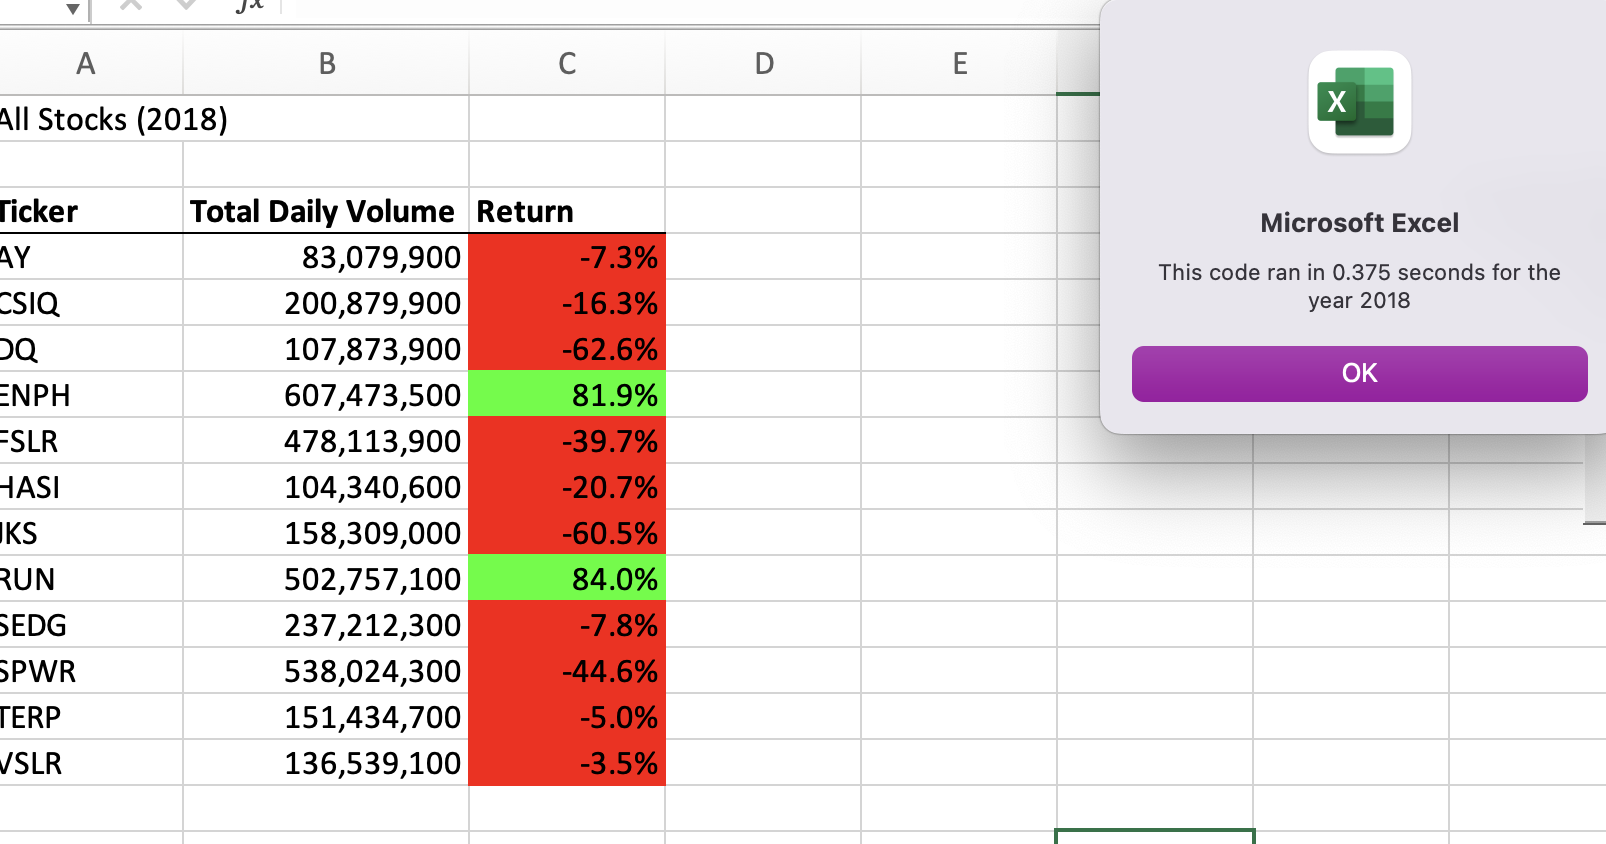 fx
A B C D E
All Stocks (2018)
Ticker Total Daily Volume Return
AY 83,079,900 -7.3%
CSIQ 200,879,900 -16.3%
DQ 107,873,900 -62.6%
ENPH 607,473,500 81.9%
FSLR 478,113,900 -39.7%
HASI 104,340,600 -20.7%
JKS 158,309,000 -60.5%
RUN 502,757,100 84.0%
SEDG 237,212,300 -7.8%
SPWR 538,024,300 -44.6%
TERP 151,434,700 -5.0%
VSLR 136,539,100 -3.5%
X
Microsoft Excel
This code ran in 0.375 seconds for the
year 2018
OK